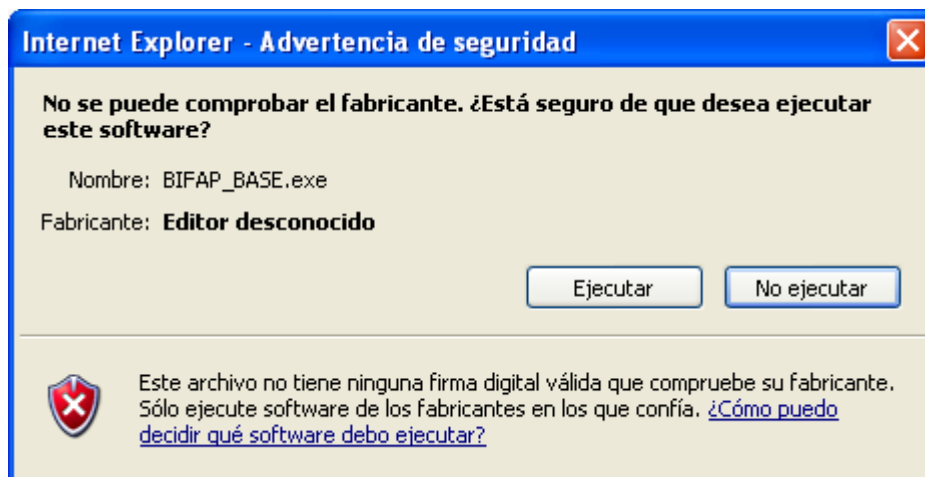 Internet Explorer - Advertencia de seguridad
No se puede comprobar el fabricante. ¿Está seguro de que desea ejecutar
este software?
Nombre: BIFAP_BASE.exe
Fabricante: Editor desconocido
Ejecutar
No ejecutar
Este archivo no tiene ninguna firma digital válida que compruebe su fabricante.
Sólo ejecute software de los fabricantes en los que confía. ¿Cómo puedo
decidir qué software debo ejecutar?